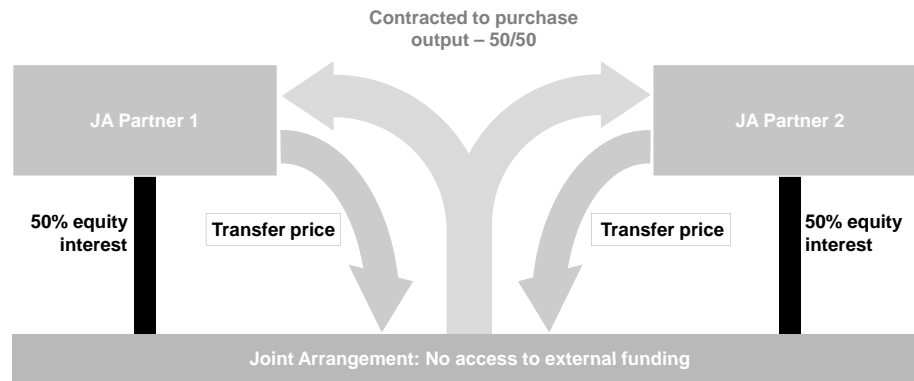 Contracted to purchase
output – 50/50
JA Partner 1
JA Partner 2
50% equity
interest
Transfer price
Transfer price
50% equity
interest
Joint Arrangement: No access to external funding